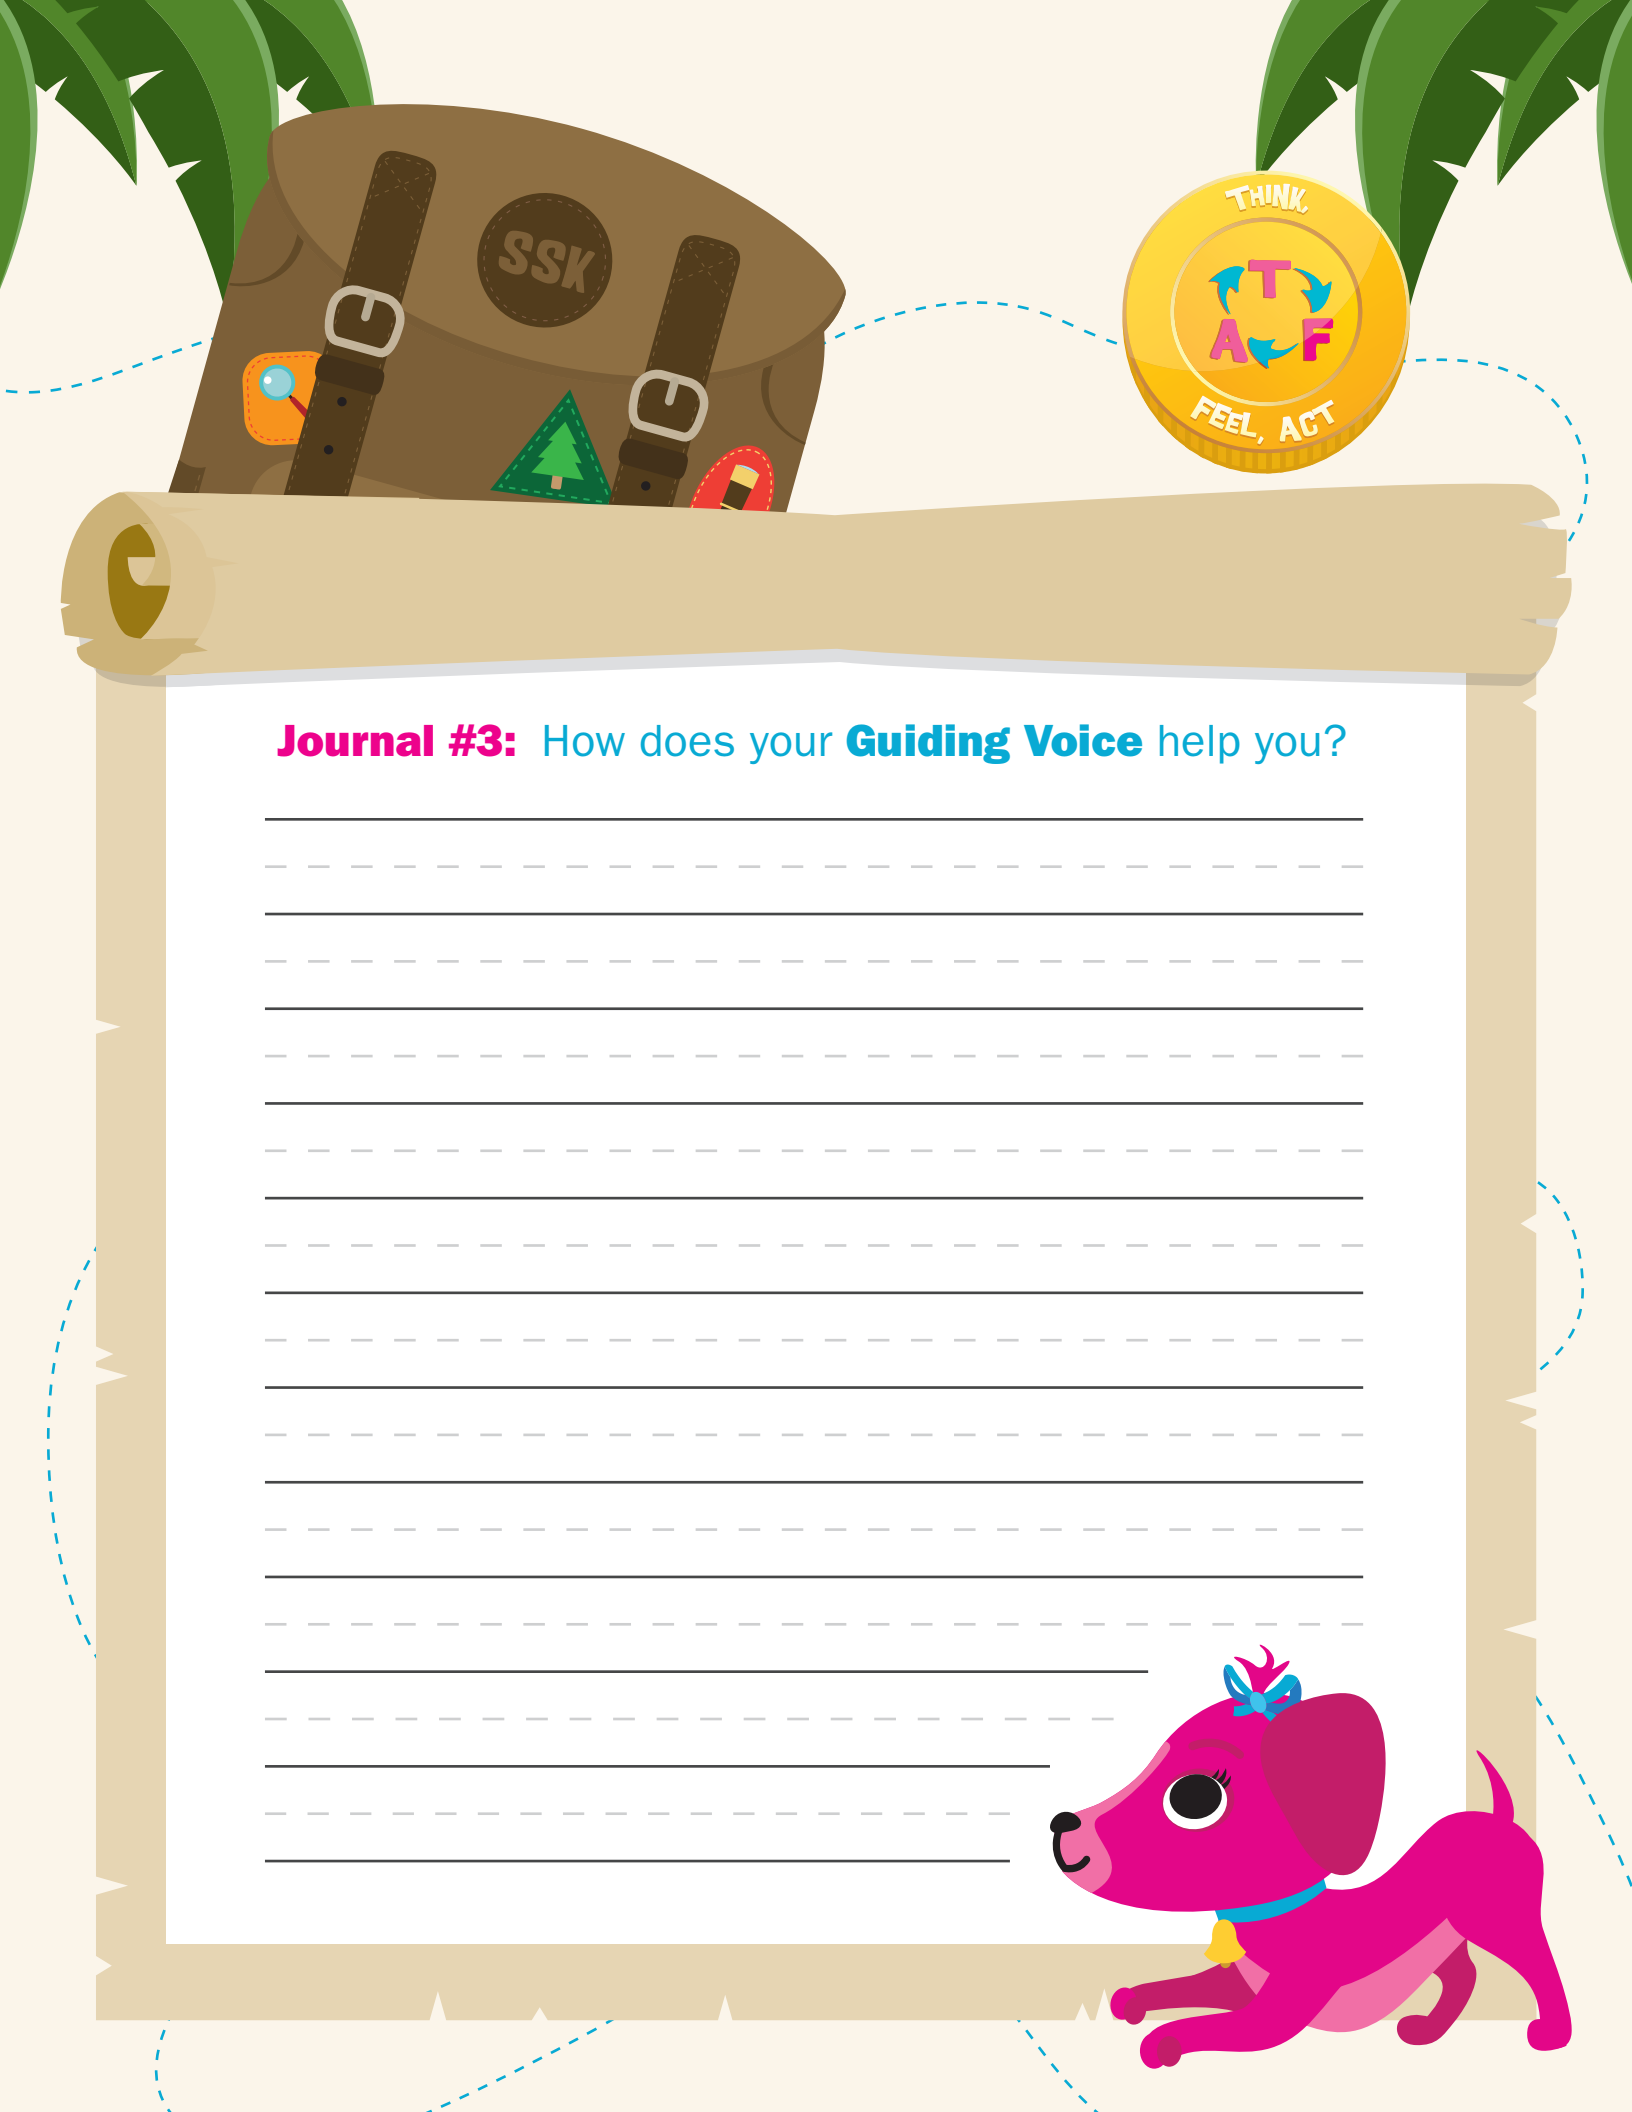 SSK
THINK,
T
A F
FEEL, ACT
Journal #3: How does your Guiding Voice help you?